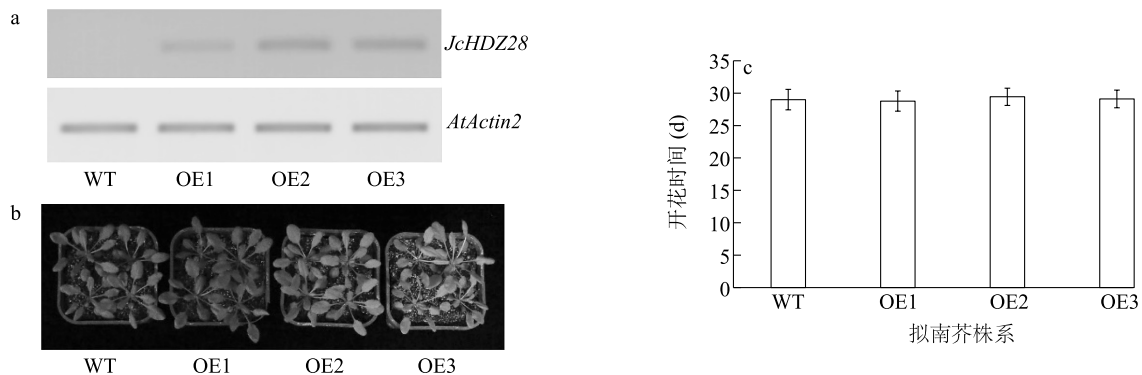 a
JcHDZ28
AtActin2
WT OE1 OE2 OE3
b
WT OE1 OE2 OE3
c
35
30
25
20
15
10
5
0
开花时间 (d)
WT OE1 OE2 OE3
拟南芥株系